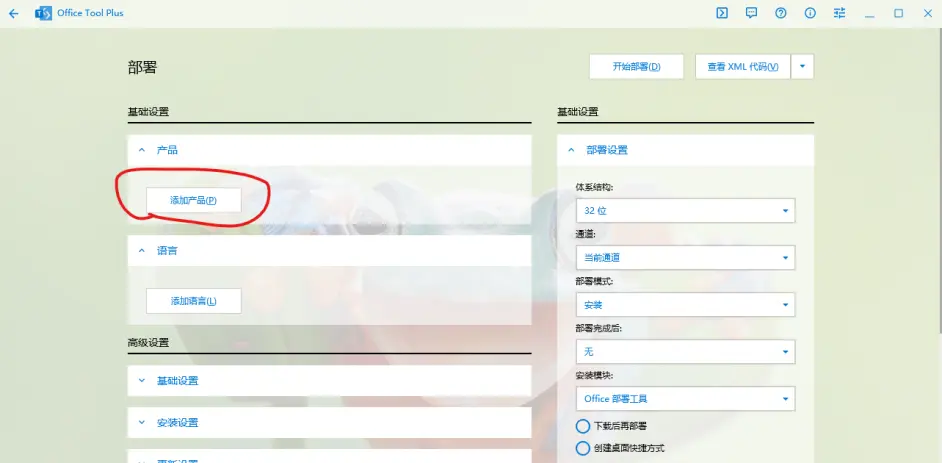 Office Tool Plus
部署
开始部署(D)
查看 XML 代码(V)
基础设置
产品
添加产品(P)
语言
添加语言(L)
高级设置
基础设置
安装设置
更新设置
基础设置
部署设置
体系结构:
32 位
通道:
当前通道
部署模式:
安装
部署完成后:
无
安装模块:
Office 部署工具
下载后再部署
创建桌面快捷方式